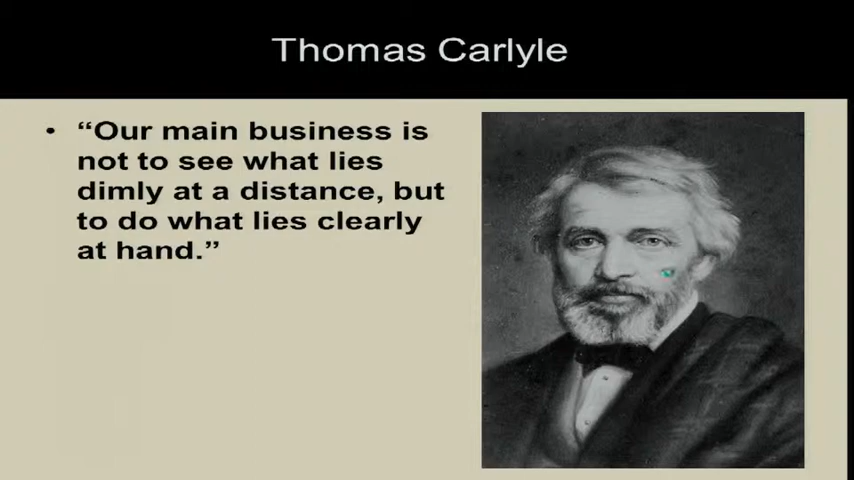 Thomas Carlyle
• “Our main business is
not to see what lies
dimly at a distance, but
to do what lies clearly
at hand.”